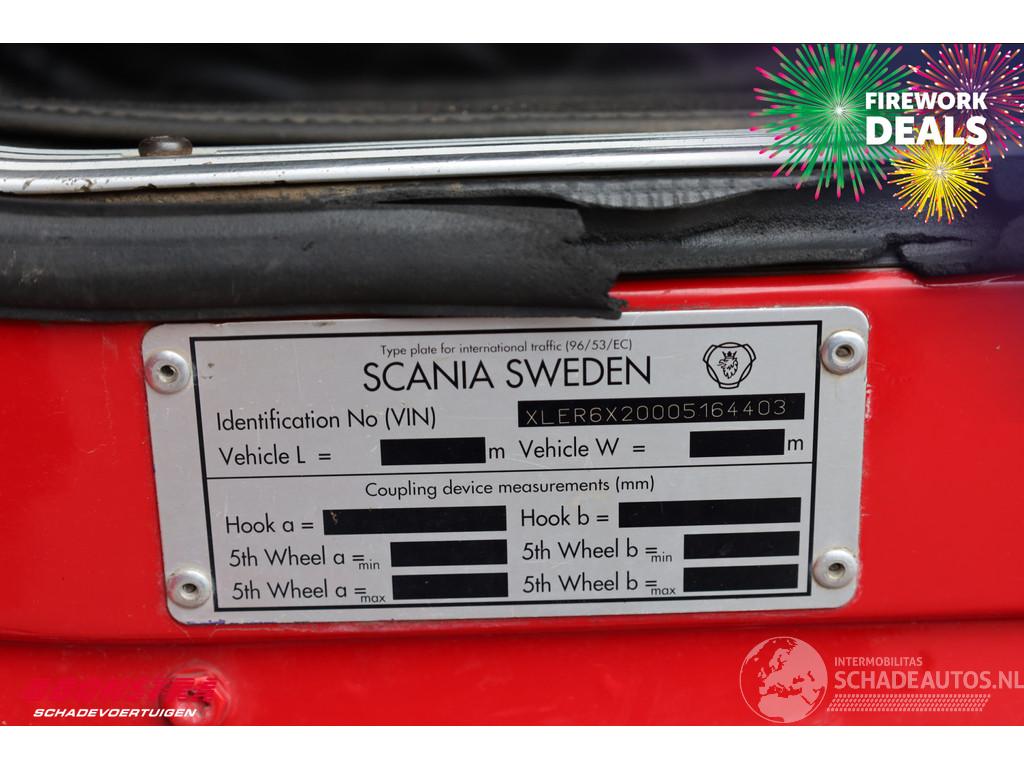 FIREWORK
DEALS
Type plate for international traffic (96/53/EC)
SCANIA SWEDEN
Identification No (VIN) XLER6X20005164403
Vehicle L = m Vehicle W = m
Coupling device measurements (mm)
Hook a = Hook b =
5th Wheel a =min 5th Wheel b =min
5th Wheel a =max 5th Wheel b =max
INTERMOBILITAS
SCHADEAUTOS.NL
SCHADEVOERTUIGEN